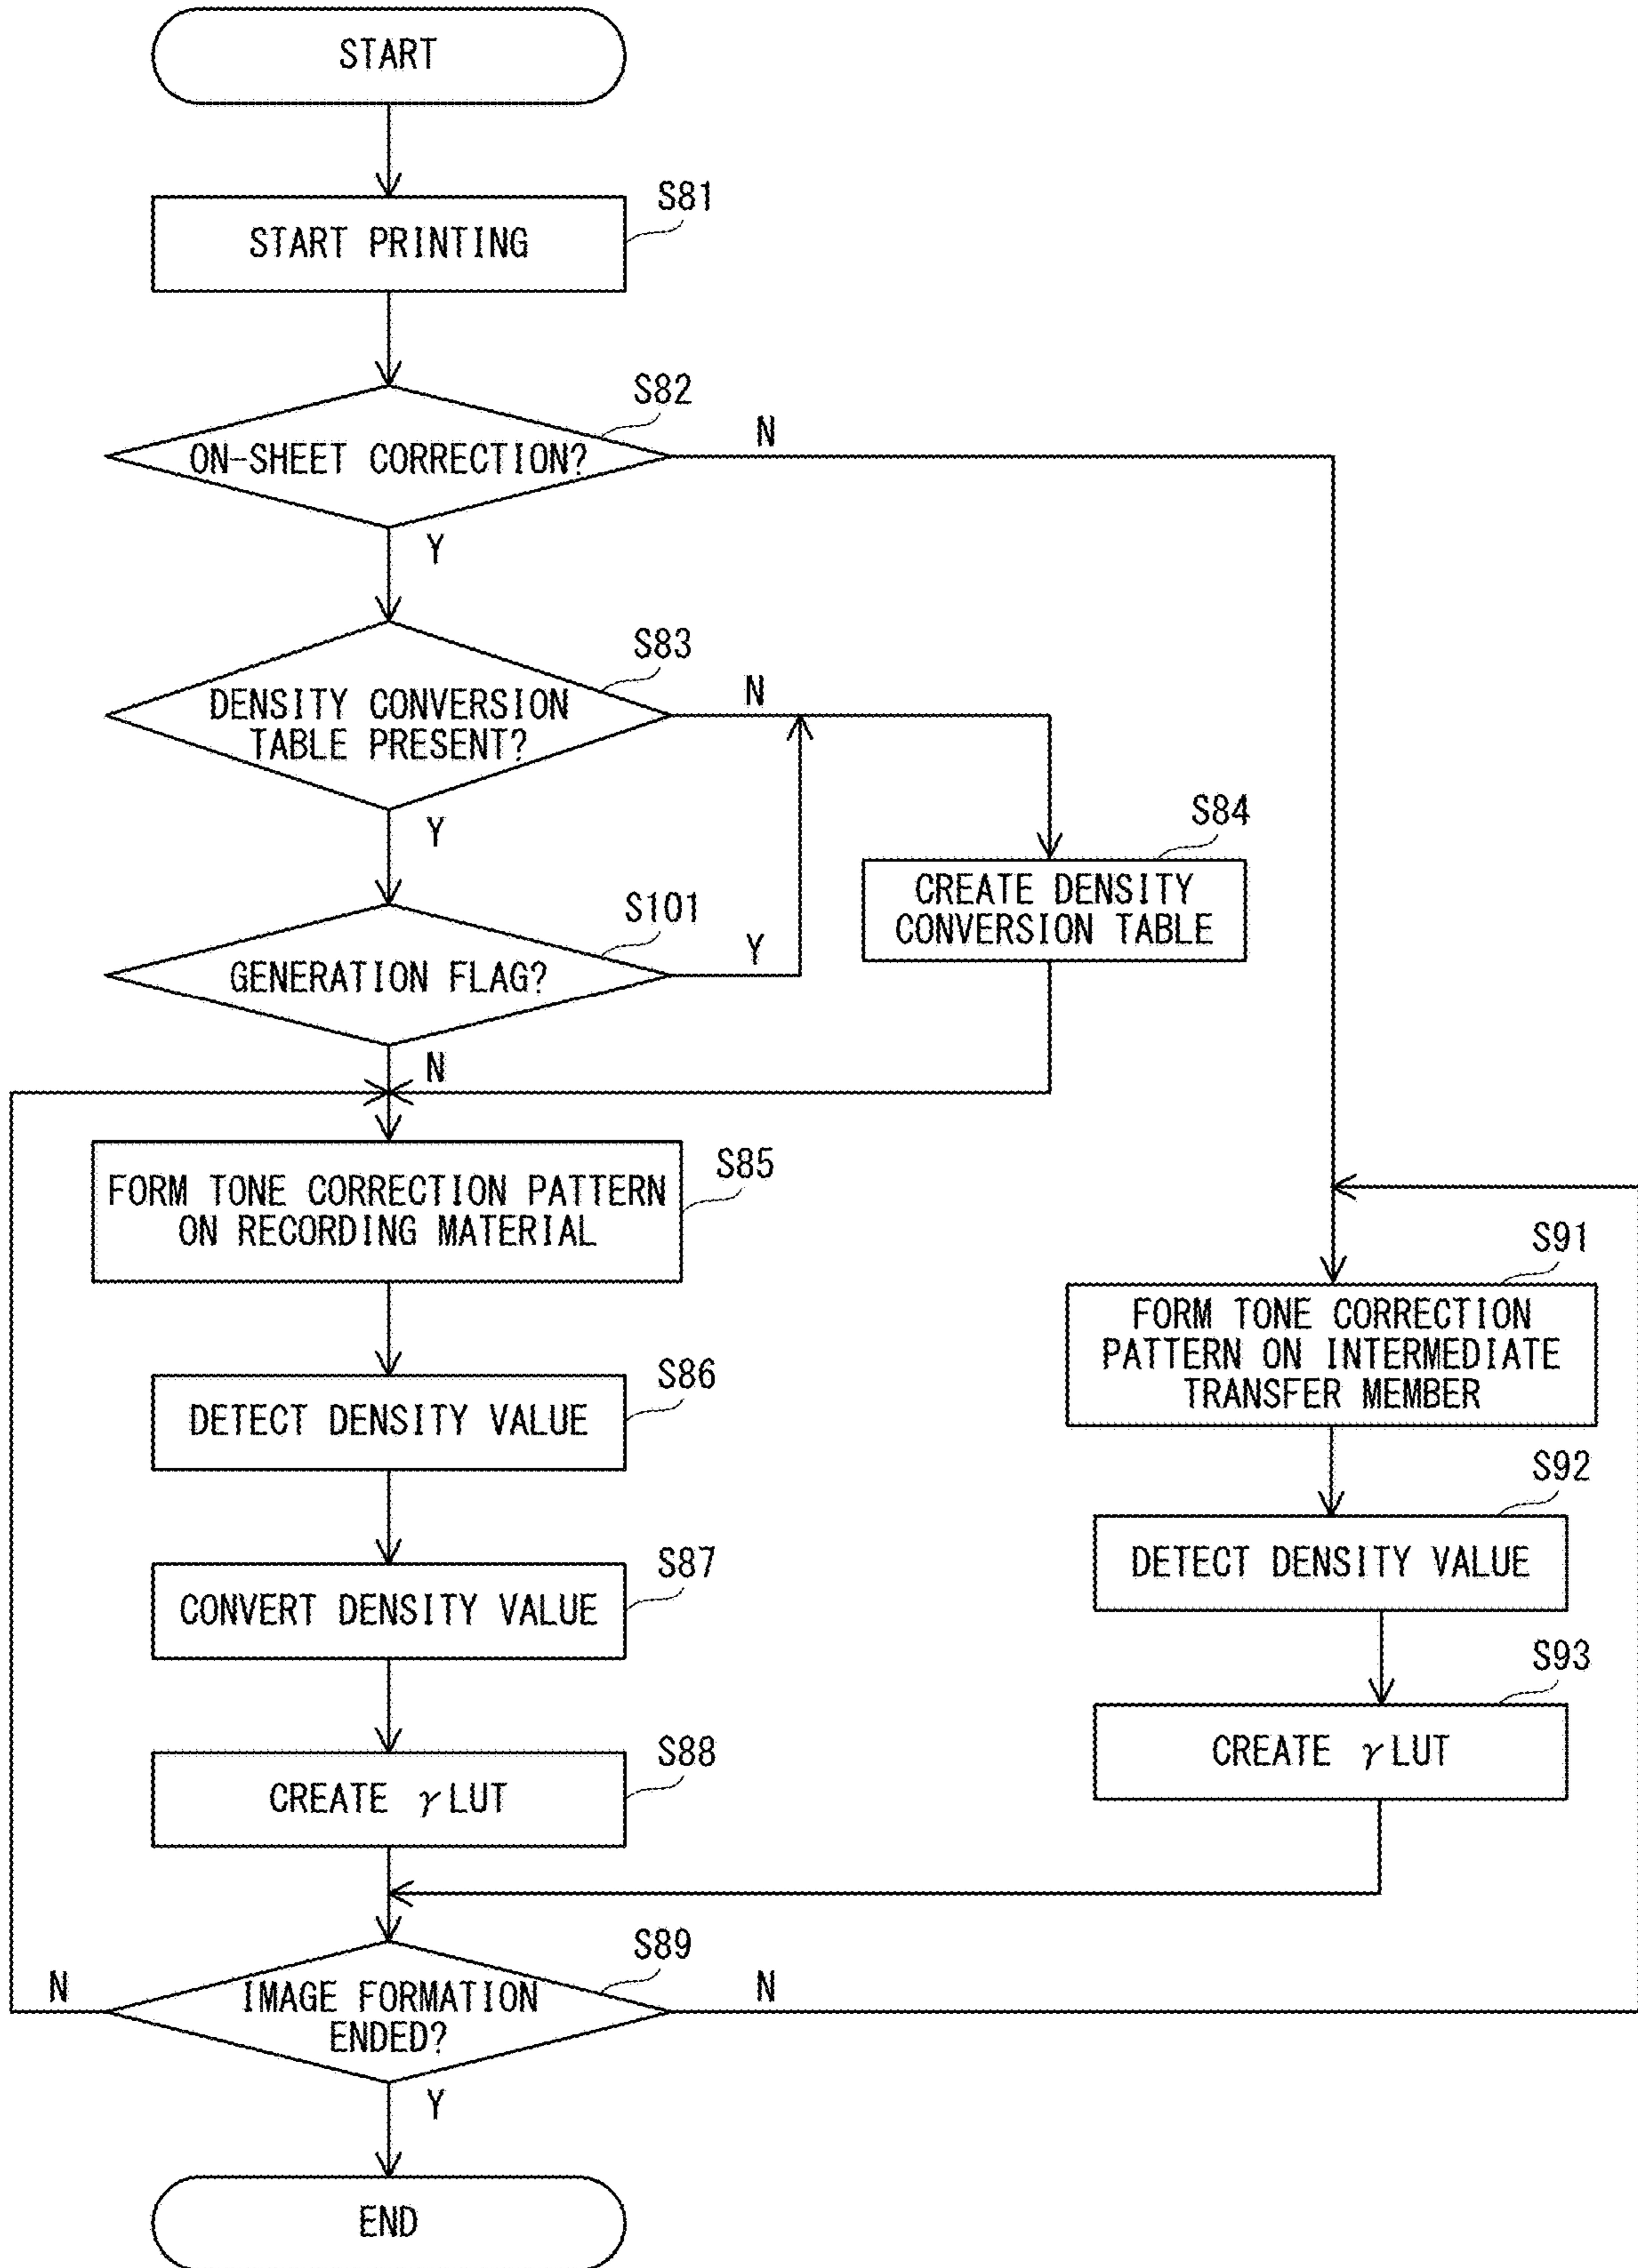 START
S81
START PRINTING
S82
ON-SHEET CORRECTION?
N
Y
S83
DENSITY CONVERSION
TABLE PRESENT?
N
Y
S84
CREATE DENSITY
CONVERSION TABLE
S101
GENERATION FLAG?
Y
N
S85
FORM TONE CORRECTION PATTERN
ON RECORDING MATERIAL
S91
FORM TONE CORRECTION
PATTERN ON INTERMEDIATE
TRANSFER MEMBER
S86
DETECT DENSITY VALUE
S92
DETECT DENSITY VALUE
S87
CONVERT DENSITY VALUE
S93
CREATE γ LUT
S88
CREATE γ LUT
S89
IMAGE FORMATION
ENDED?
N
N
Y
END